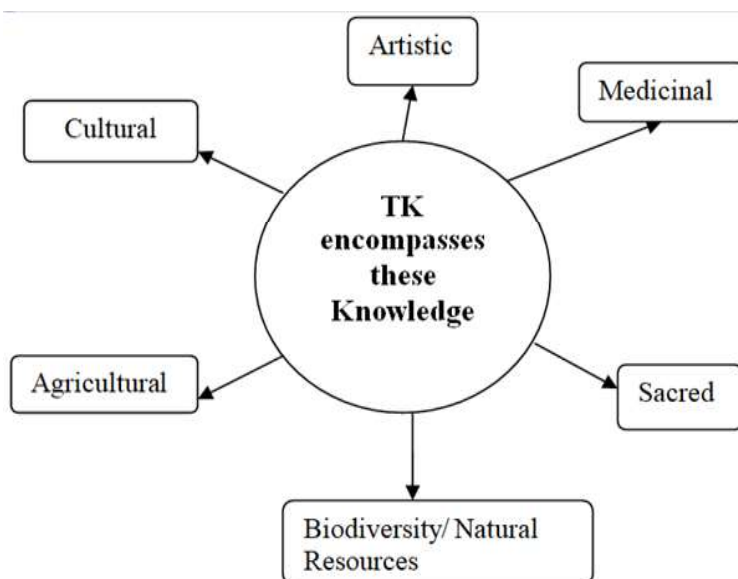 Artistic
Medicinal
Cultural
TK
encompasses
these
Knowledge
Agricultural
Sacred
Biodiversity/ Natural
Resources